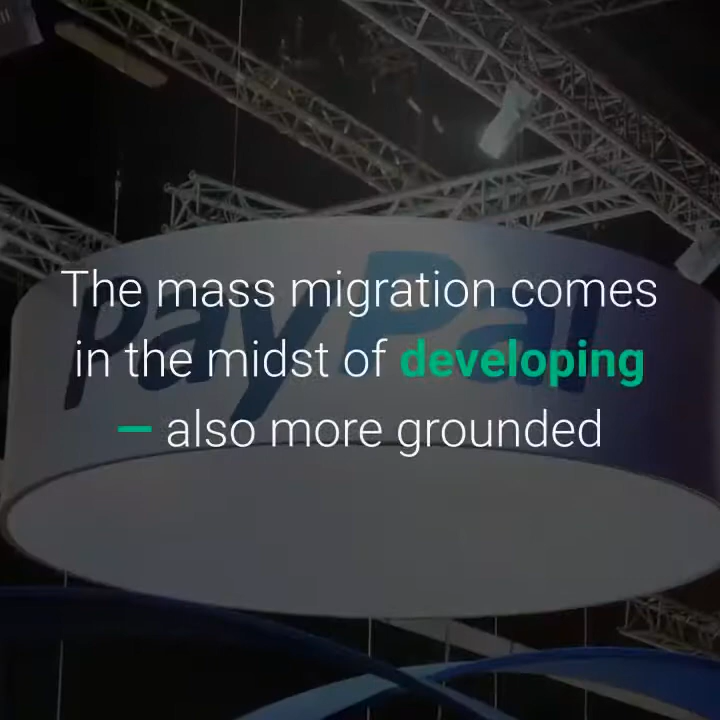 PayPal
The mass migration comes
in the midst of developing
— also more grounded